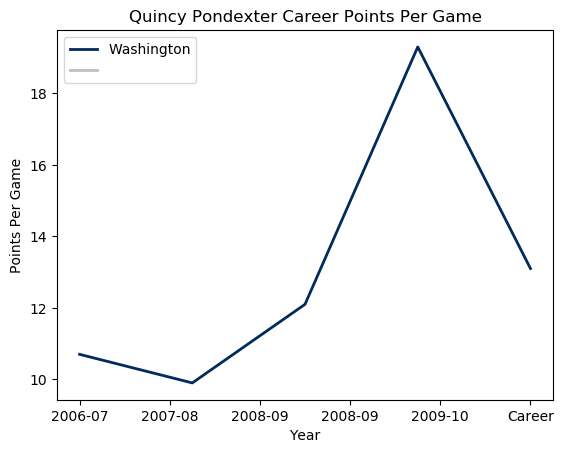 Quincy Pondexter Career Points Per Game
Washington
Points Per Game
18
16
14
12
10
2006-07 2007-08 2008-09 2008-09 2009-10 Career
Year